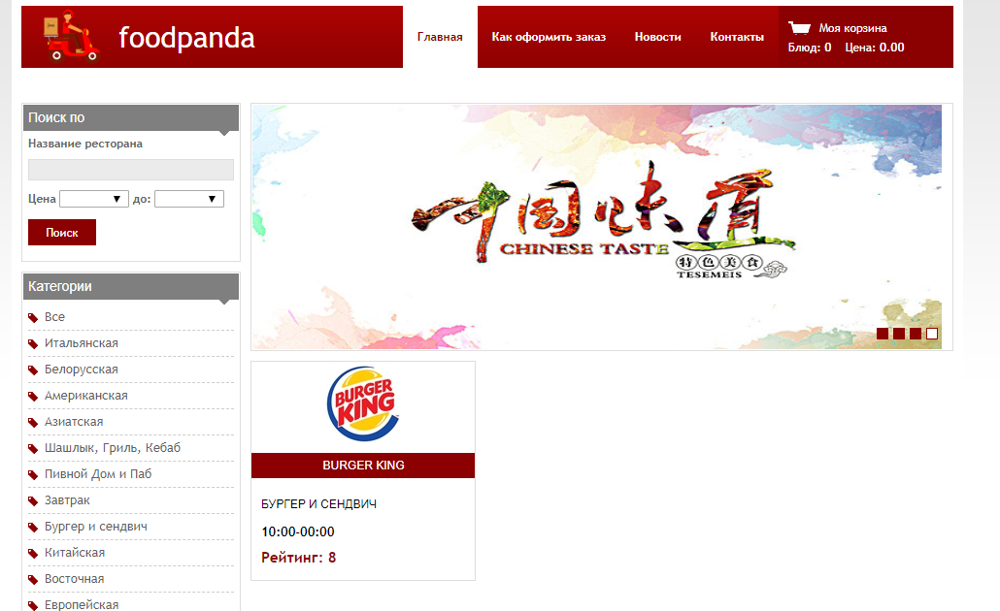 foodpanda
Главная
Как оформить заказ
Новости
Контакты
Моя корзина
Блюд: 0 Цена: 0.00
Поиск по
Название ресторана
Цена до:
Поиск
Категории
Все
Итальянская
Белорусская
Американская
Азиатская
Шашлык, Гриль, Кебаб
Пивной Дом и Паб
Завтрак
Бургер и сендвич
Китайская
Восточная
Европейская
中国味道
CHINESE TASTE
特色美食
TESEMEIS
BURGER
KING
BURGER KING
БУРГЕР И СЕНДВИЧ
10:00-00:00
Рейтинг: 8